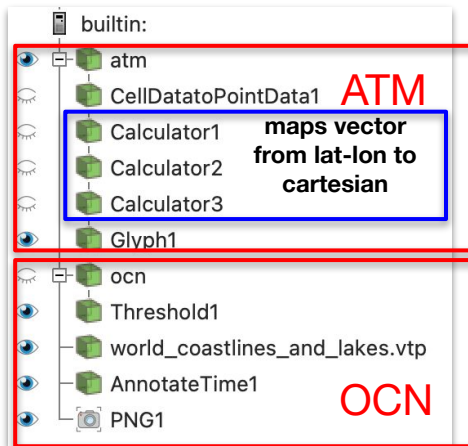 builtin:
atm
CellDatatoPointData1
ATM
Calculator1
maps vector
from lat-lon to
cartesian
Calculator2
Calculator3
Glyph1
ocn
Threshold1
world_coastlines_and_lakes.vtp
AnnotateTime1
OCN
PNG1